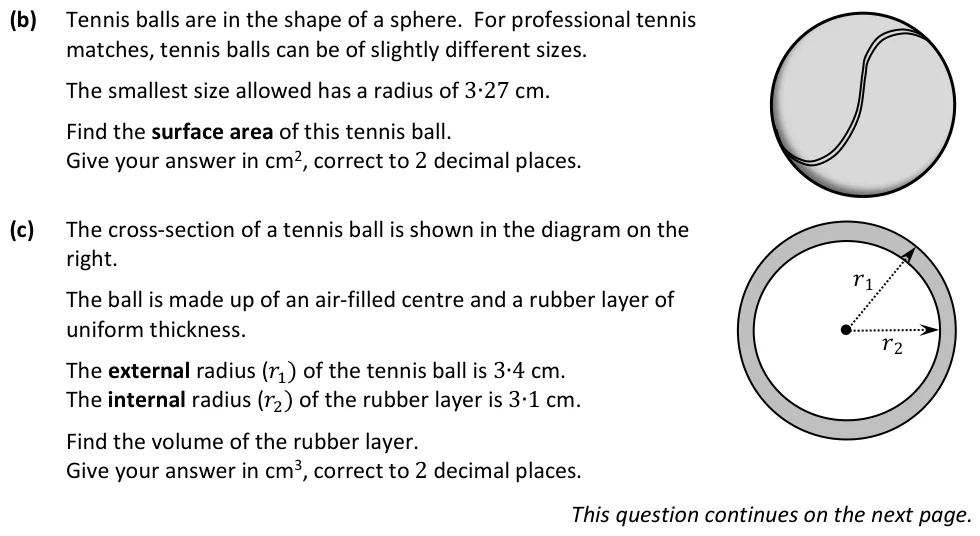 (b) Tennis balls are in the shape of a sphere. For professional tennis
matches, tennis balls can be of slightly different sizes.
The smallest size allowed has a radius of 3·27 cm.
Find the surface area of this tennis ball.
Give your answer in cm², correct to 2 decimal places.
(c) The cross-section of a tennis ball is shown in the diagram on the
right.
The ball is made up of an air-filled centre and a rubber layer of
uniform thickness.
The external radius (r₁) of the tennis ball is 3·4 cm.
The internal radius (r₂) of the rubber layer is 3·1 cm.
Find the volume of the rubber layer.
Give your answer in cm³, correct to 2 decimal places.
r₁
r₂
This question continues on the next page.